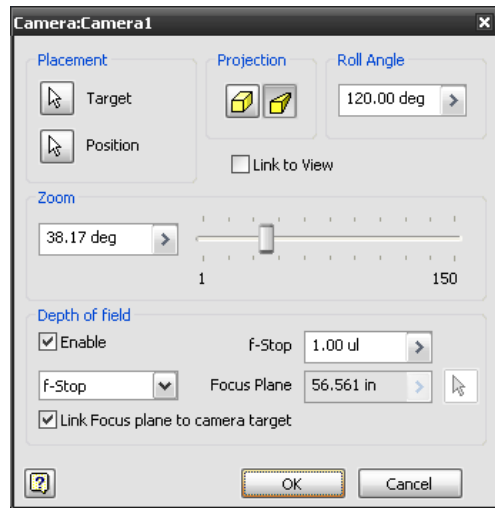 Camera:Camera1
Placement
Projection
Roll Angle
Target
120.00 deg
Position
Link to View
Zoom
38.17 deg
1
150
Depth of field
Enable
f-Stop
1.00 ul
f-Stop
Focus Plane
56.561 in
Link Focus plane to camera target
?
OK
Cancel